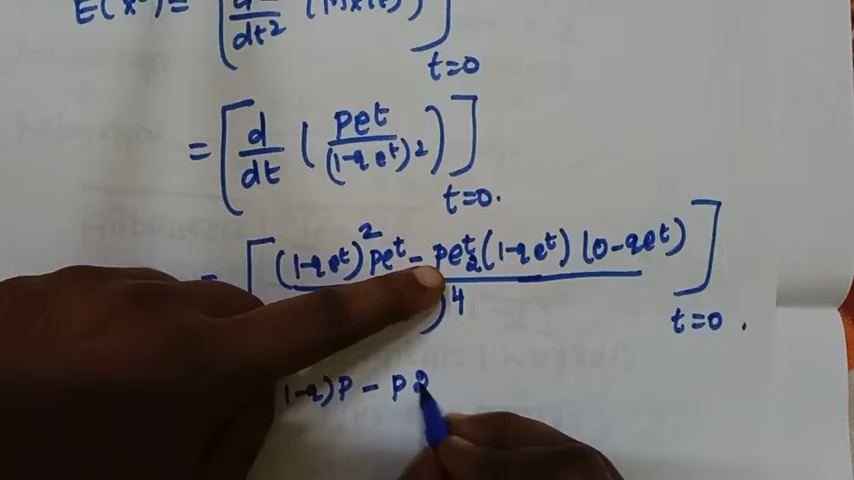 E(x²) = [d²/dt² (Mx(t))] t=0
= [d/dt (pe^t/(1-qe^t)²)] t=0.
= [(1-qe^t)² pe^t - pe^t 2(1-qe^t) (0-qe^t) / )^4] t=0.
1-q)P - P2